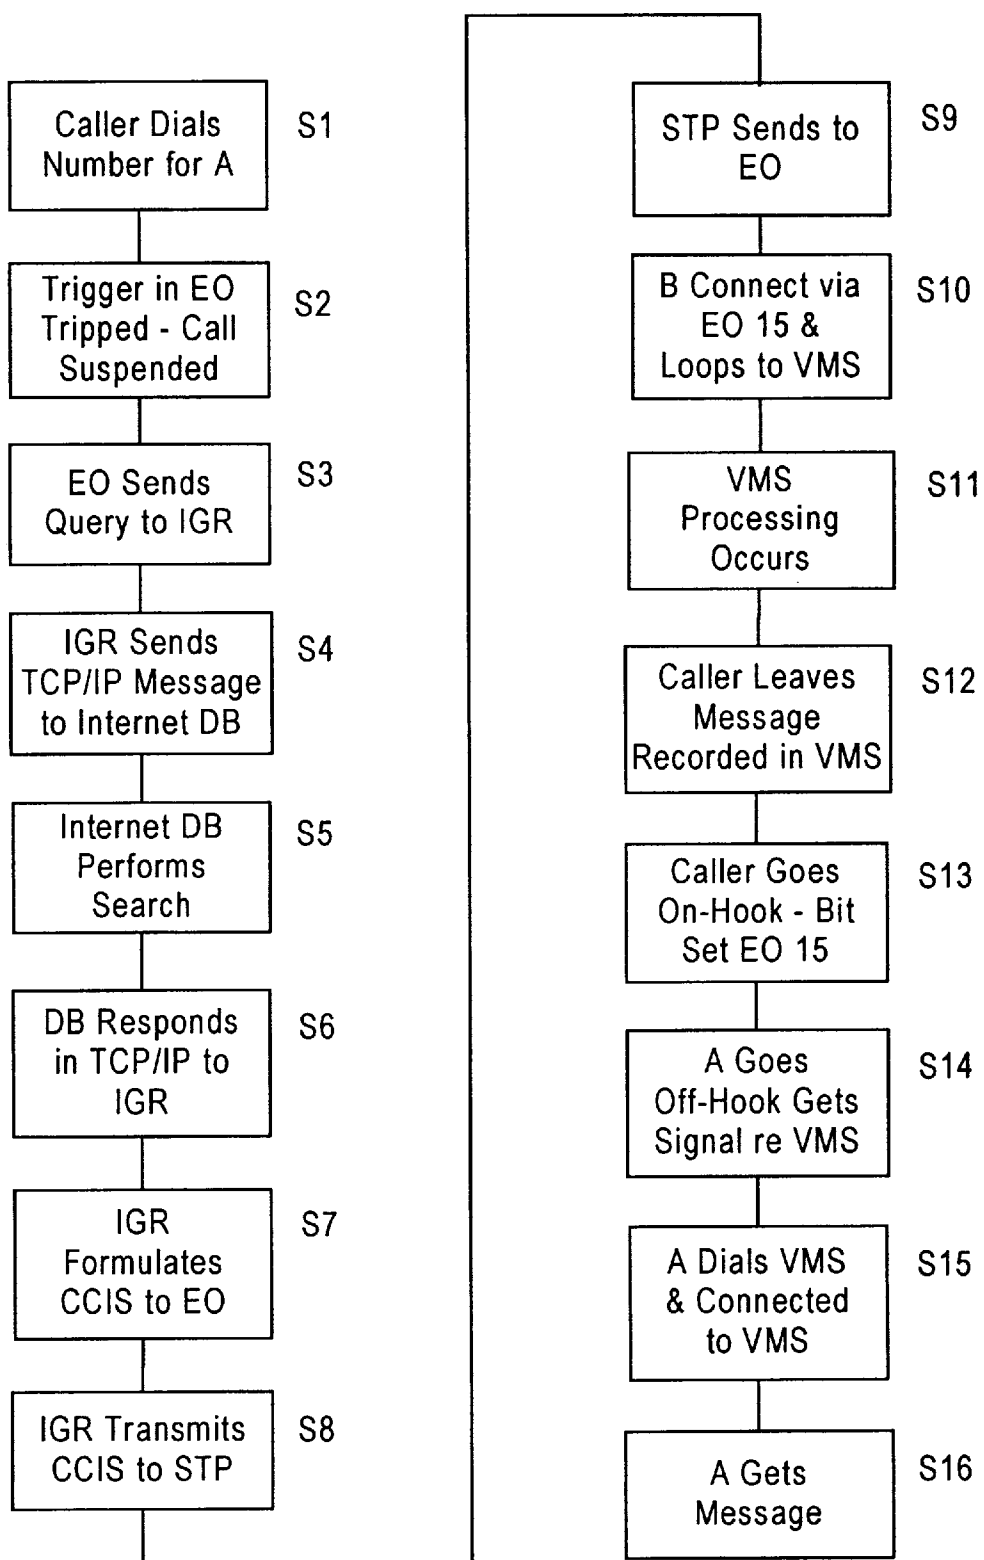 Caller Dials
Number for A
S1
Trigger in EO
Tripped - Call
Suspended
S2
EO Sends
Query to IGR
S3
IGR Sends
TCP/IP Message
to Internet DB
S4
Internet DB
Performs
Search
S5
DB Responds
in TCP/IP to
IGR
S6
IGR
Formulates
CCIS to EO
S7
IGR Transmits
CCIS to STP
S8
STP Sends to
EO
S9
B Connect via
EO 15 &
Loops to VMS
S10
VMS
Processing
Occurs
S11
Caller Leaves
Message
Recorded in VMS
S12
Caller Goes
On-Hook - Bit
Set EO 15
S13
A Goes
Off-Hook Gets
Signal re VMS
S14
A Dials VMS
& Connected
to VMS
S15
A Gets
Message
S16